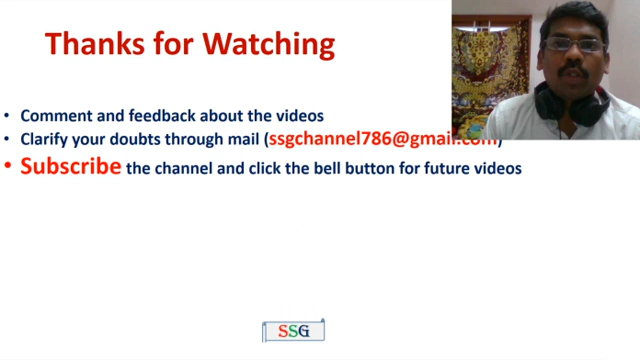 Thanks for Watching
• Comment and feedback about the videos
• Clarify your doubts through mail (ssgchannel786@gmail.com)
• Subscribe the channel and click the bell button for future videos
SSG